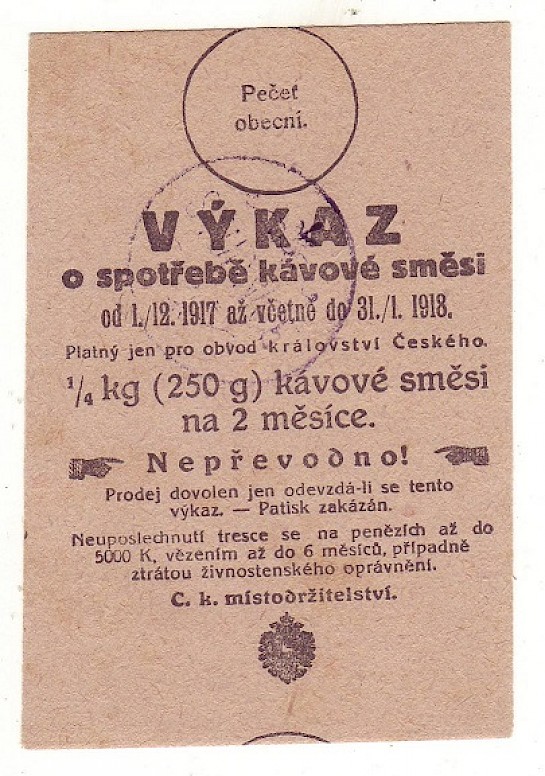 Pečeť
obecní.
VÝKAZ
o spotřebě kávové směsi
od 1./12. 1917 až včetně do 31./1. 1918.
Platný jen pro obvod království Českého.
1/4 kg (250 g) kávové směsi
na 2 měsíce.
Nepřevodno!
Prodej dovolen jen odevzdá-li se tento
výkaz. — Patisk zakázán.
Neuposlechnutí tresce se na penězích až do
5000 K, vězením až do 6 měsíců, případně
ztrátou živnostenského oprávnění.
C. k. místodržitelství.